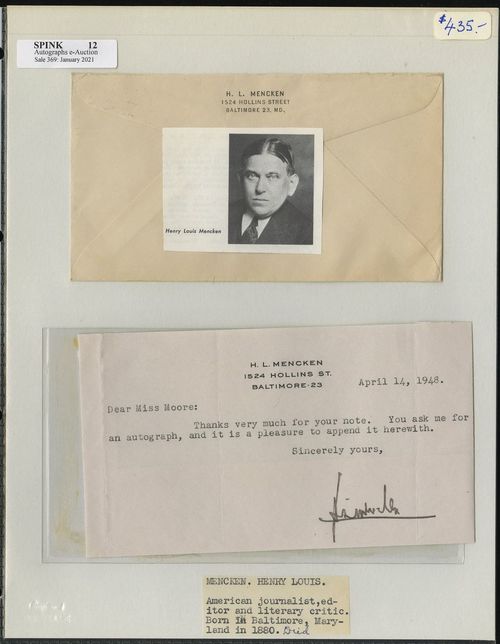 $435.-
SPINK 12
Autographs e-Auction
Sale 369: January 2021
H. L. MENCKEN
1524 HOLLINS STREET
BALTIMORE 23, MD.
Henry Louis Mencken
H. L. MENCKEN
1524 HOLLINS ST.
BALTIMORE-23
April 14, 1948.
Dear Miss Moore:
Thanks very much for your note. You ask me for
an autograph, and it is a pleasure to append it herewith.
Sincerely yours,
MENCKEN. HENRY LOUIS.
American journalist,ed-
itor and literary critic.
Born in Baltimore, Mary-
land in 1880. Died